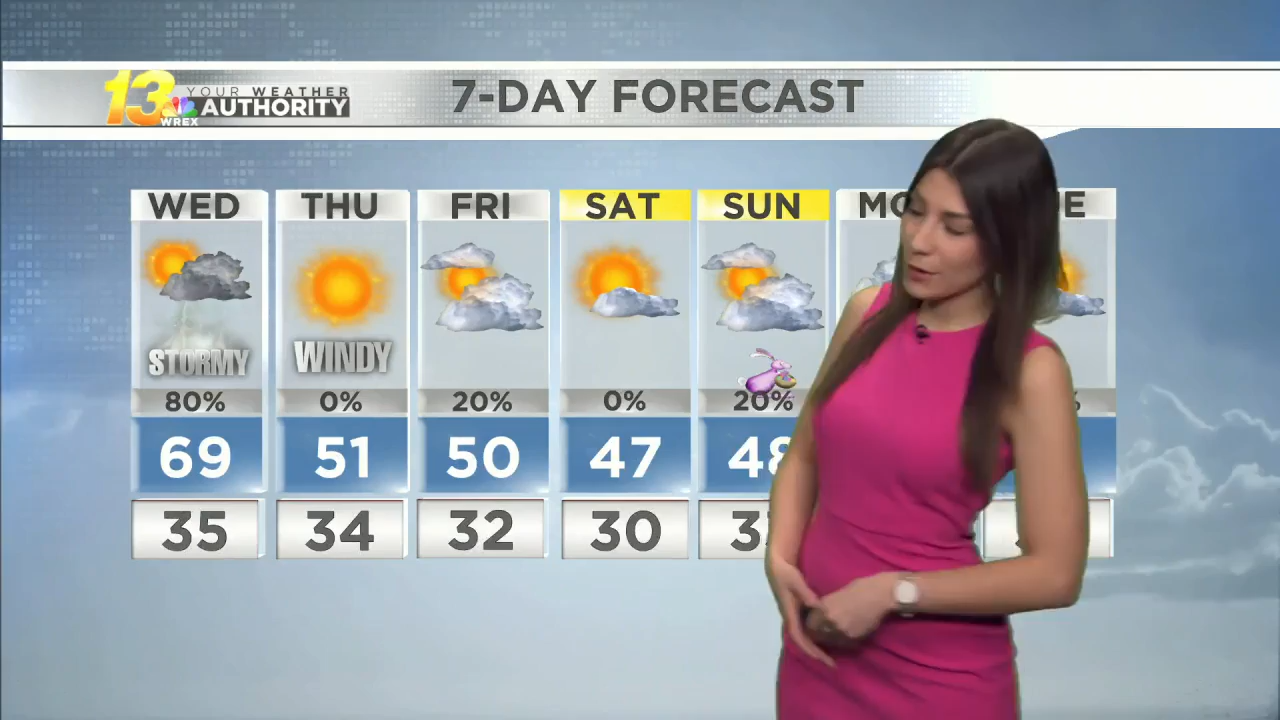 13 YOUR WEATHER
WREX AUTHORITY
7-DAY FORECAST
WED THU FRI SAT SUN
STORMY WINDY
80% 0% 20% 0% 20%
69 51 50 47 48
35 34 32 30